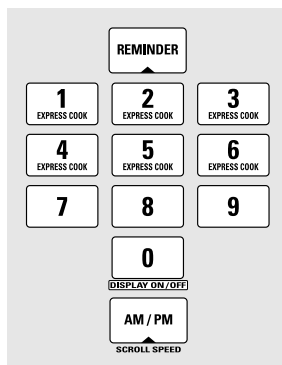 REMINDER
1 2 3
EXPRESS COOK EXPRESS COOK EXPRESS COOK
4 5 6
EXPRESS COOK EXPRESS COOK EXPRESS COOK
7 8 9
0
DISPLAY ON/OFF
AM / PM
SCROLL SPEED